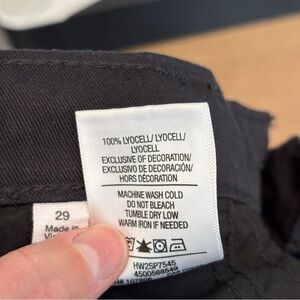 100% LYOCELL/ LYOCELL/
LYOCELL
EXCLUSIVE OF DECORATION/
EXCLUSIVO DE DECORACIÓN/
HORS DÉCORATION
MACHINE WASH COLD
DO NOT BLEACH
TUMBLE DRY LOW
WARM IRON IF NEEDED
HW2SP7545
4500568549
29
Made in